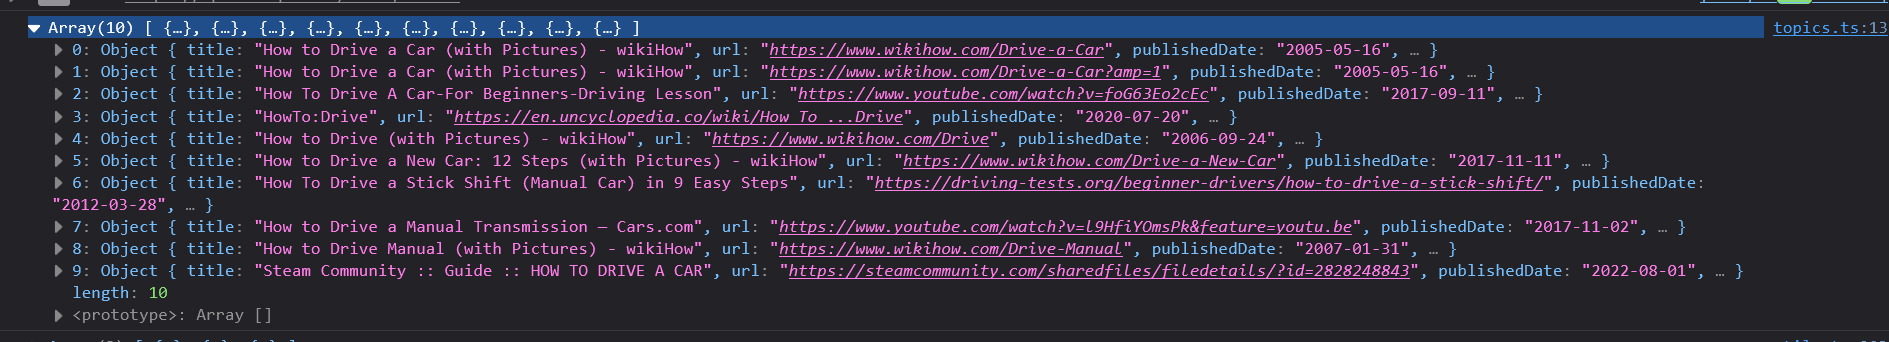 Array(10) [ {…}, {…}, {…}, {…}, {…}, {…}, {…}, {…}, {…}, {…} ]
topics.ts:13
0: Object { title: "How to Drive a Car (with Pictures) - wikiHow", url: "https://www.wikihow.com/Drive-a-Car", publishedDate: "2005-05-16", … }
1: Object { title: "How to Drive a Car (with Pictures) - wikiHow", url: "https://www.wikihow.com/Drive-a-Car?amp=1", publishedDate: "2005-05-16", … }
2: Object { title: "How To Drive A Car-For Beginners-Driving Lesson", url: "https://www.youtube.com/watch?v=foG63Eo2cEc", publishedDate: "2017-09-11", … }
3: Object { title: "HowTo:Drive", url: "https://en.uncyclopedia.co/wiki/How_To_...Drive", publishedDate: "2020-07-20", … }
4: Object { title: "How to Drive (with Pictures) - wikiHow", url: "https://www.wikihow.com/Drive", publishedDate: "2006-09-24", … }
5: Object { title: "How to Drive a New Car: 12 Steps (with Pictures) - wikiHow", url: "https://www.wikihow.com/Drive-a-New-Car", publishedDate: "2017-11-11", … }
6: Object { title: "How To Drive a Stick Shift (Manual Car) in 9 Easy Steps", url: "https://driving-tests.org/beginner-drivers/how-to-drive-a-stick-shift/", publishedDate:
"2012-03-28", … }
7: Object { title: "How to Drive a Manual Transmission — Cars.com", url: "https://www.youtube.com/watch?v=l9HfiYOmsPk&feature=youtu.be", publishedDate: "2017-11-02", … }
8: Object { title: "How to Drive Manual (with Pictures) - wikiHow", url: "https://www.wikihow.com/Drive-Manual", publishedDate: "2007-01-31", … }
9: Object { title: "Steam Community :: Guide :: HOW TO DRIVE A CAR", url: "https://steamcommunity.com/sharedfiles/filedetails/?id=2828248843", publishedDate: "2022-08-01", … }
length: 10
<prototype>: Array []